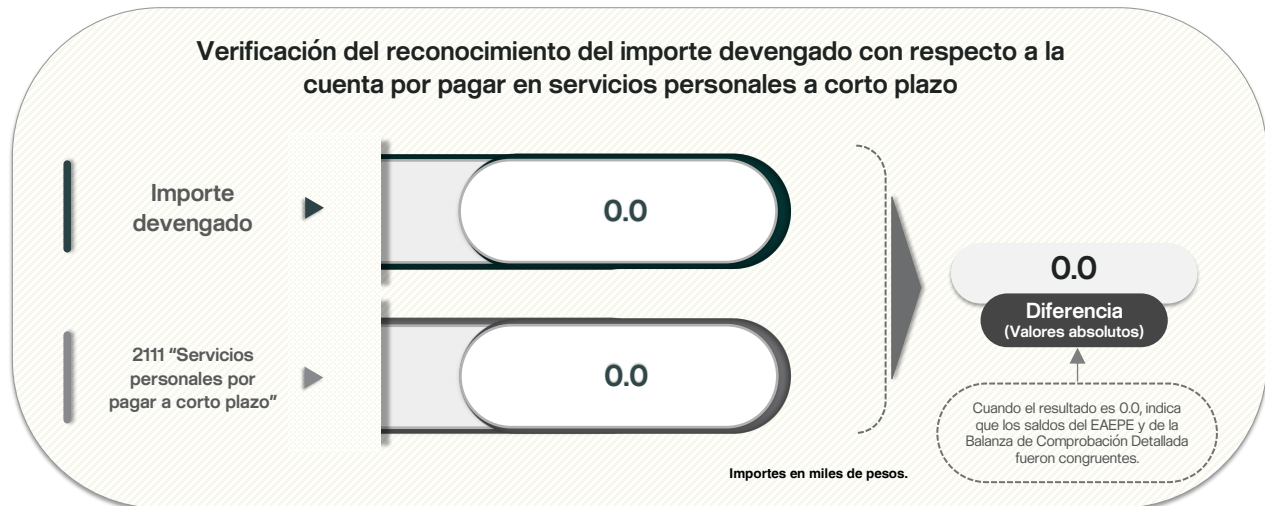 Verificación del reconocimiento del importe devengado con respecto a la
cuenta por pagar en servicios personales a corto plazo
Importe
devengado
0.0
2111 “Servicios
personales por
pagar a corto plazo”
0.0
0.0
Diferencia
(Valores absolutos)
Cuando el resultado es 0.0, indica
que los saldos del EAEPE y de la
Balanza de Comprobación Detallada
fueron congruentes.
Importes en miles de pesos.